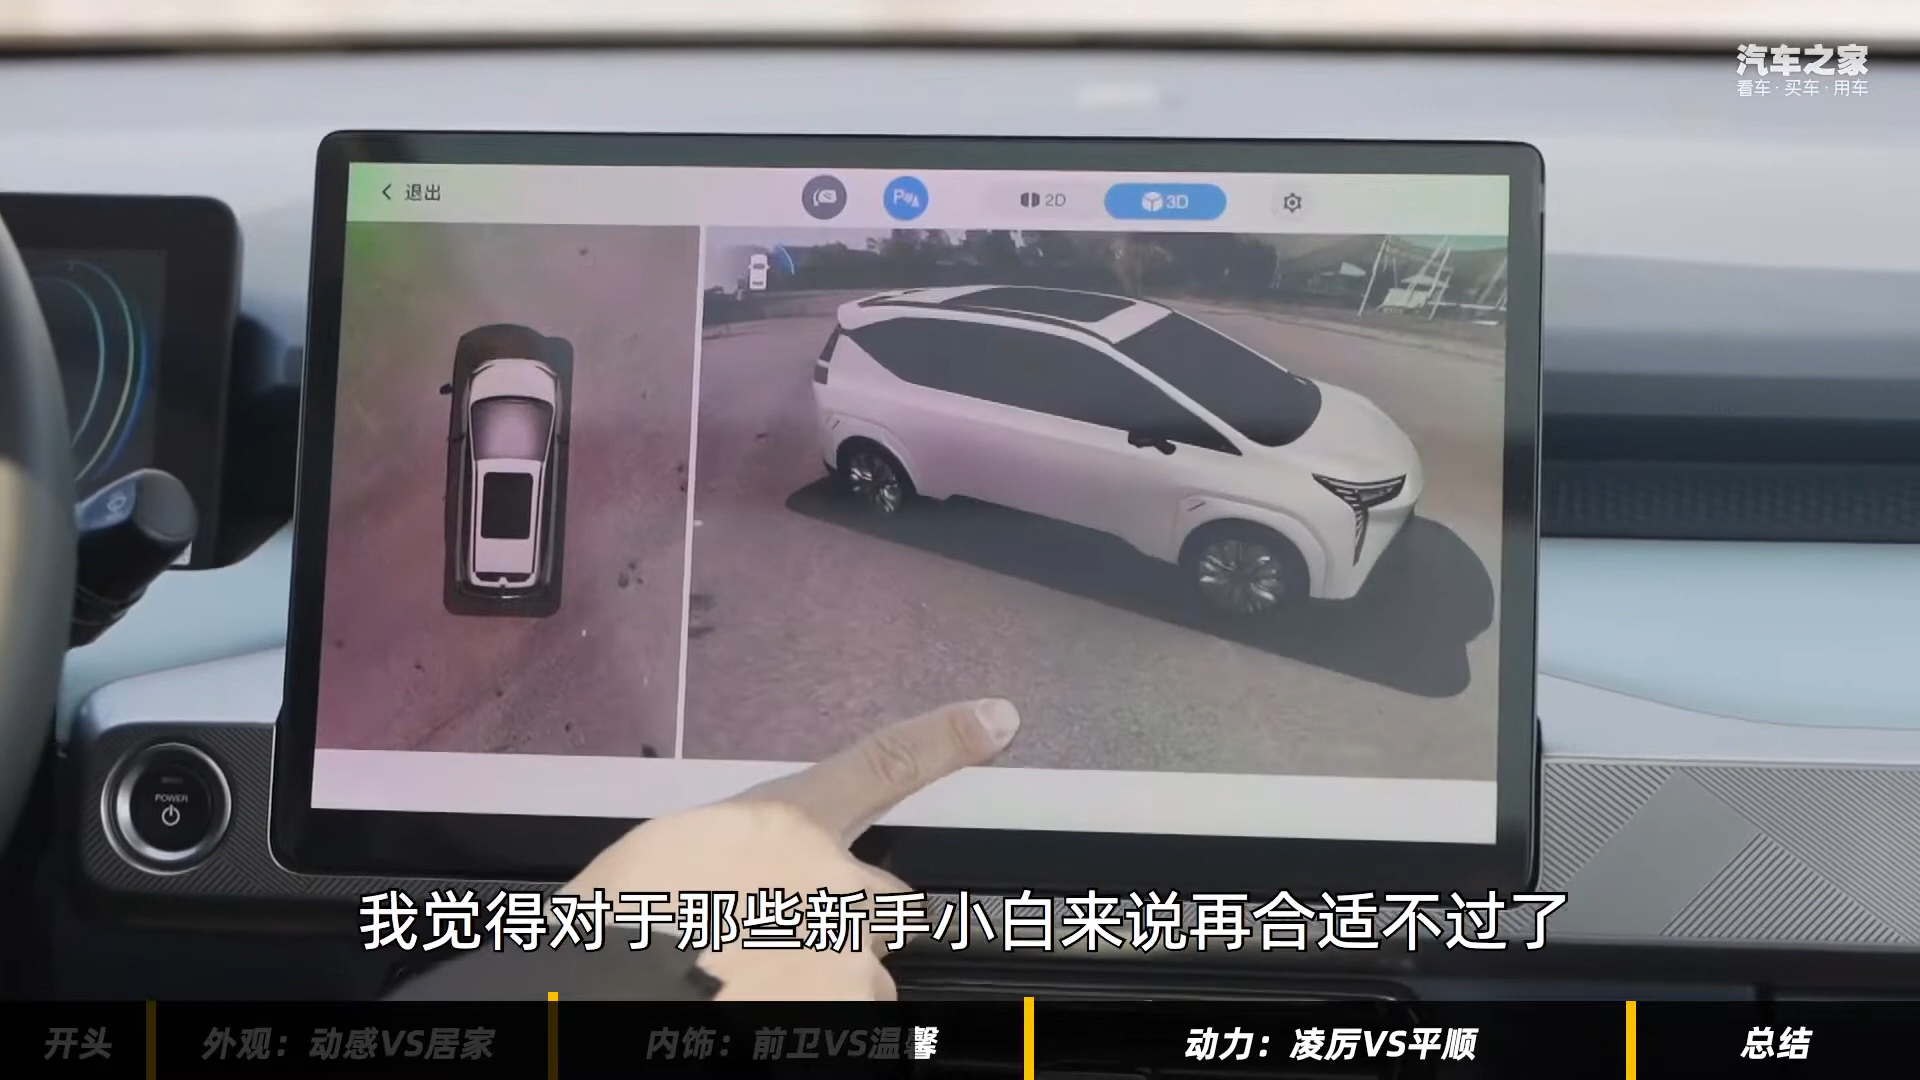 汽车之家
看车·买车·用车
退出
P
2D
3D
POWER
我觉得对于那些新手小白来说再合适不过了
开头
外观：动感VS居家
内饰：前卫VS温馨
动力：凌厉VS平顺
总结